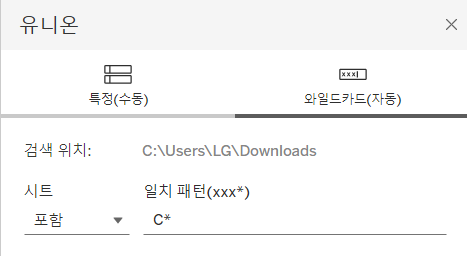 유니온
xxx
특정(수동)
와일드카드(자동)
검색 위치: C:\Users\LG\Downloads
시트 일치 패턴(xxx*)
포함 C*